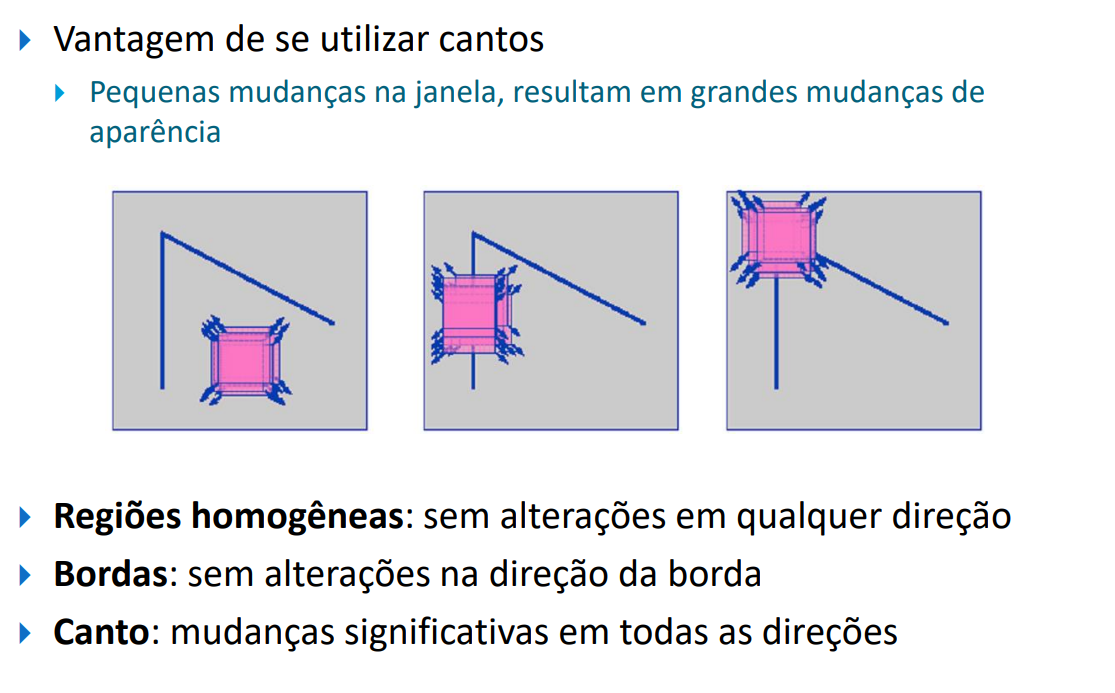 Vantagem de se utilizar cantos
Pequenas mudanças na janela, resultam em grandes mudanças de
aparência
Regiões homogêneas: sem alterações em qualquer direção
Bordas: sem alterações na direção da borda
Canto: mudanças significativas em todas as direções